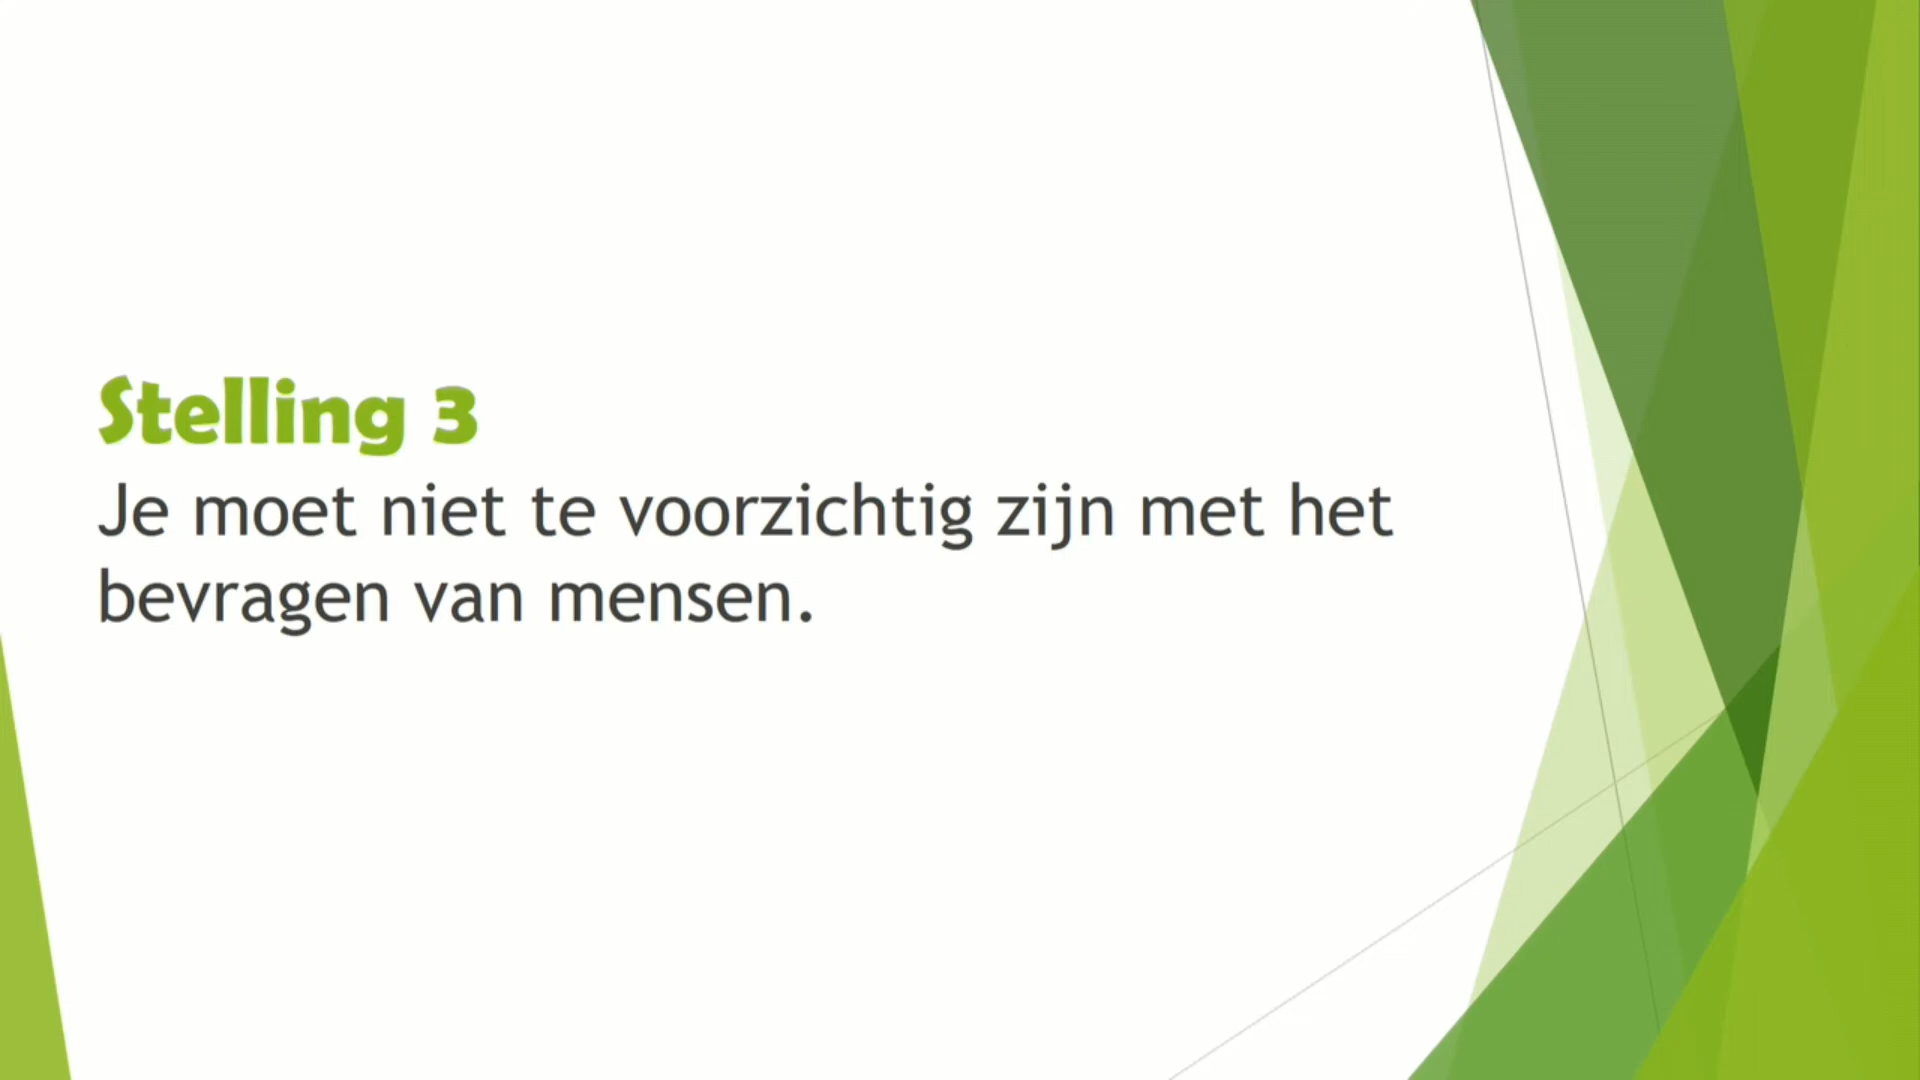 Stelling 3
Je moet niet te voorzichtig zijn met het
bevragen van mensen.